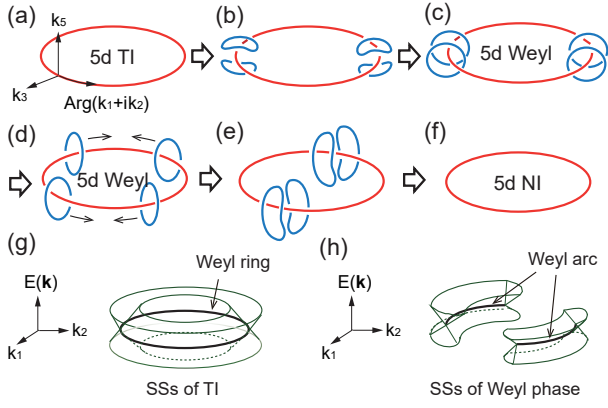 (a)
k5
5d TI
k3
Arg(k1+ik2)
(b)
(c)
5d Weyl
(d)
5d Weyl
(e)
(f)
5d NI
(g)
Weyl ring
E(k)
k2
k1
SSs of TI
(h)
Weyl arc
E(k)
k2
k1
SSs of Weyl phase